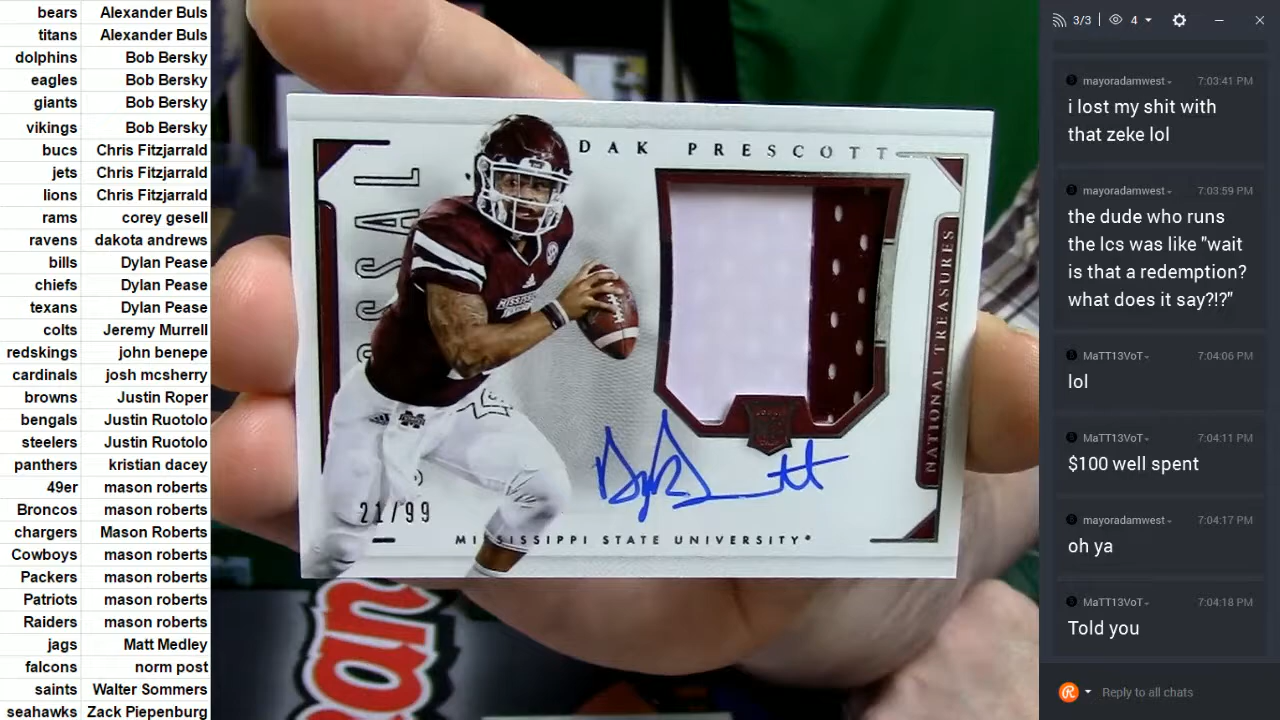 bears Alexander Buls
titans Alexander Buls
dolphins Bob Bersky
eagles Bob Bersky
giants Bob Bersky
vikings Bob Bersky
bucs Chris Fitzjarrald
jets Chris Fitzjarrald
lions Chris Fitzjarrald
rams corey gesell
ravens dakota andrews
bills Dylan Pease
chiefs Dylan Pease
texans Dylan Pease
colts Jeremy Murrell
redskings john benepe
cardinals josh mcsherry
browns Justin Roper
bengals Justin Ruotolo
steelers Justin Ruotolo
panthers kristian dacey
49er mason roberts
Broncos mason roberts
chargers Mason Roberts
Cowboys mason roberts
Packers mason roberts
Patriots mason roberts
Raiders mason roberts
jags Matt Medley
falcons norm post
saints Walter Sommers
seahawks Zack Piepenburg
DAK PRESCOTT
NATIONAL TREASURES
21/99
MISSISSIPPI STATE UNIVERSITY®
3/3 4
mayoradamwest 7:03:41 PM
i lost my shit with
that zeke lol
mayoradamwest 7:03:59 PM
the dude who runs
the lcs was like "wait
is that a redemption?
what does it say?!?"
MaTT13VoT 7:04:06 PM
lol
MaTT13VoT 7:04:11 PM
$100 well spent
mayoradamwest 7:04:17 PM
oh ya
MaTT13VoT 7:04:18 PM
Told you
Reply to all chats